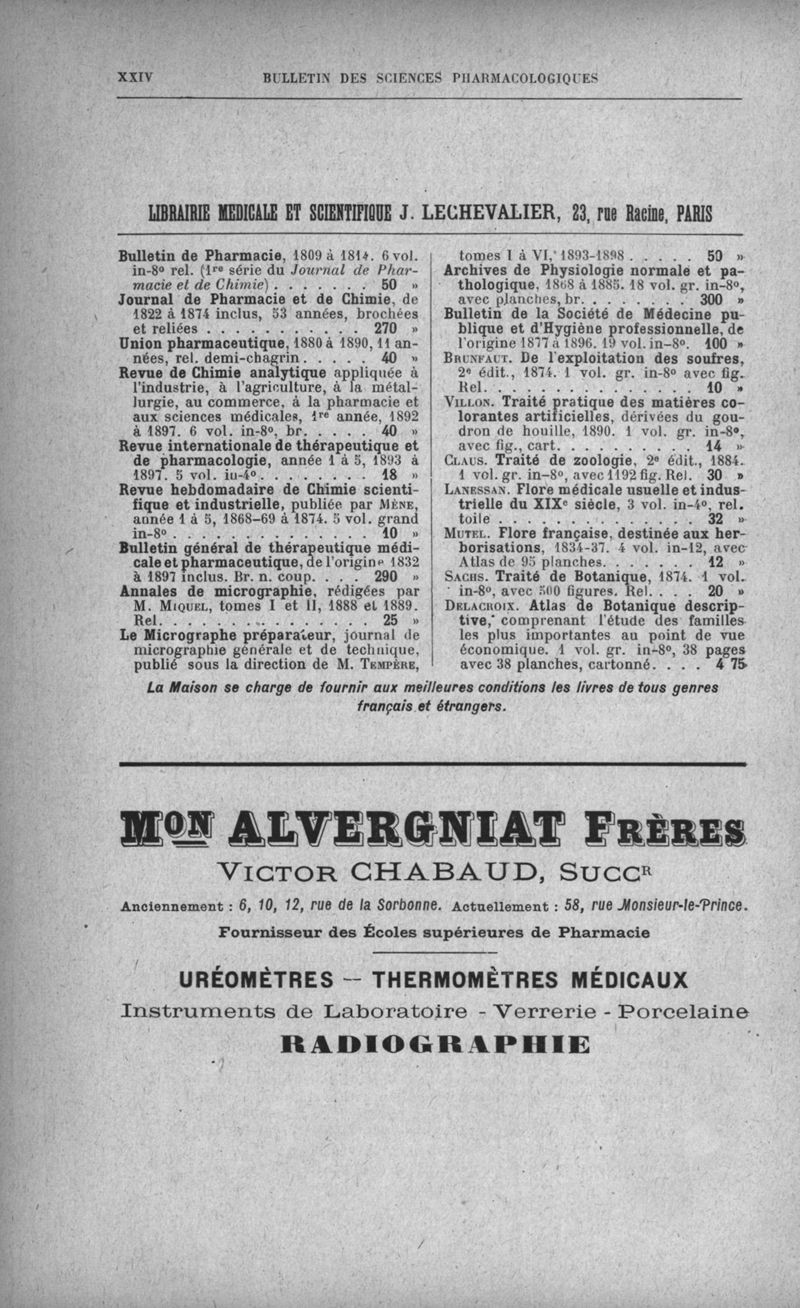 XXIV BULLETIN DES SCIENCES PHARMACOLOGIQUES
LIBRAIRIE MEDICALE ET SCIENTIFIQUE J. LECHEVALIER, 23, rue Racine, PARIS
Bulletin de Pharmacie, 1809 à 1814. 6 vol.
in-8º rel. (1re série du Journal de Phar-
macie et de Chimie) . . . . . . . 50 »
Journal de Pharmacie et de Chimie, de
1822 à 1874 inclus, 53 années, brochées
et reliées . . . . . . . . . . . 270 »
Union pharmaceutique, 1880 à 1890, 11 an-
nées, rel. demi-chagrin. . . . . 40 »
Revue de Chimie analytique appliquée à
l'industrie, à l'agriculture, à la métal-
lurgie, au commerce, à la pharmacie et
aux sciences médicales, 1re année, 1892
à 1897. 6 vol. in-8º, br. . . . . 40 »
Revue internationale de thérapeutique et
de pharmacologie, année 1 à 5, 1893 à
1897. 5 vol. in-4º . . . . . . . . 18 »
Revue hebdomadaire de Chimie scienti-
fique et industrielle, publiée par MÈNE,
année 1 à 5, 1868-69 à 1874. 5 vol. grand
in-8º . . . . . . . . . . . . . . 10 »
Bulletin général de thérapeutique médi-
cale et pharmaceutique, de l'origine 1832
à 1897 inclus. Br. n. coup. . . . 290 »
Annales de micrographie, rédigées par
M. MIQUEL, tomes I et II, 1888 et 1889.
Rel. . . . . . . . . . . . . . . 25 »
Le Micrographe préparateur, journal de
micrographie générale et de technique,
publié sous la direction de M. TEMPÈRE,
tomes I à VI, 1893-1898 . . . . . 50 »
Archives de Physiologie normale et pa-
thologique, 1868 à 1885. 18 vol. gr. in-8º,
avec planches, br. . . . . . . . 300 »
Bulletin de la Société de Médecine pu-
blique et d'Hygiène professionnelle, de
l'origine 1877 à 1896. 19 vol. in-8º. 100 »
BRUNFAUT. De l'exploitation des soufres,
2e édit., 1874. 1 vol. gr. in-8º avec fig.
Rel. . . . . . . . . . . . . . . 10 »
VILLON. Traité pratique des matières co-
lorantes artificielles, dérivées du gou-
dron de houille, 1890. 1 vol. gr. in-8º,
avec fig., cart. . . . . . . . . . 14 »
CLAUS. Traité de zoologie, 2e édit., 1884.
1 vol. gr. in-8º, avec 1192 fig. Rel. 30 »
LANESSAN. Flore médicale usuelle et indus-
trielle du XIXe siècle, 3 vol. in-4º, rel.
toile . . . . . . . . . . . . . . 32 »
MUTEL. Flore française, destinée aux her-
borisations, 1834-37. 4 vol. in-12, avec
Atlas de 95 planches. . . . . . . 12 »
SACHS. Traité de Botanique, 1874. 1 vol.
in-8º, avec 500 figures. Rel. . . . 20 »
DELACROIX. Atlas de Botanique descrip-
tive, comprenant l'étude des familles
les plus importantes au point de vue
économique. 1 vol. gr. in-8º, 38 pages
avec 38 planches, cartonné. . . . 4 75
La Maison se charge de fournir aux meilleures conditions les livres de tous genres
français et étrangers.
MON ALVERGNIAT FRÈRES
VICTOR CHABAUD, SUCCR
Anciennement : 6, 10, 12, rue de la Sorbonne. Actuellement : 58, rue Monsieur-le-Prince.
Fournisseur des Écoles supérieures de Pharmacie
URÉOMÈTRES — THERMOMÈTRES MÉDICAUX
Instruments de Laboratoire - Verrerie - Porcelaine
RADIOGRAPHIE